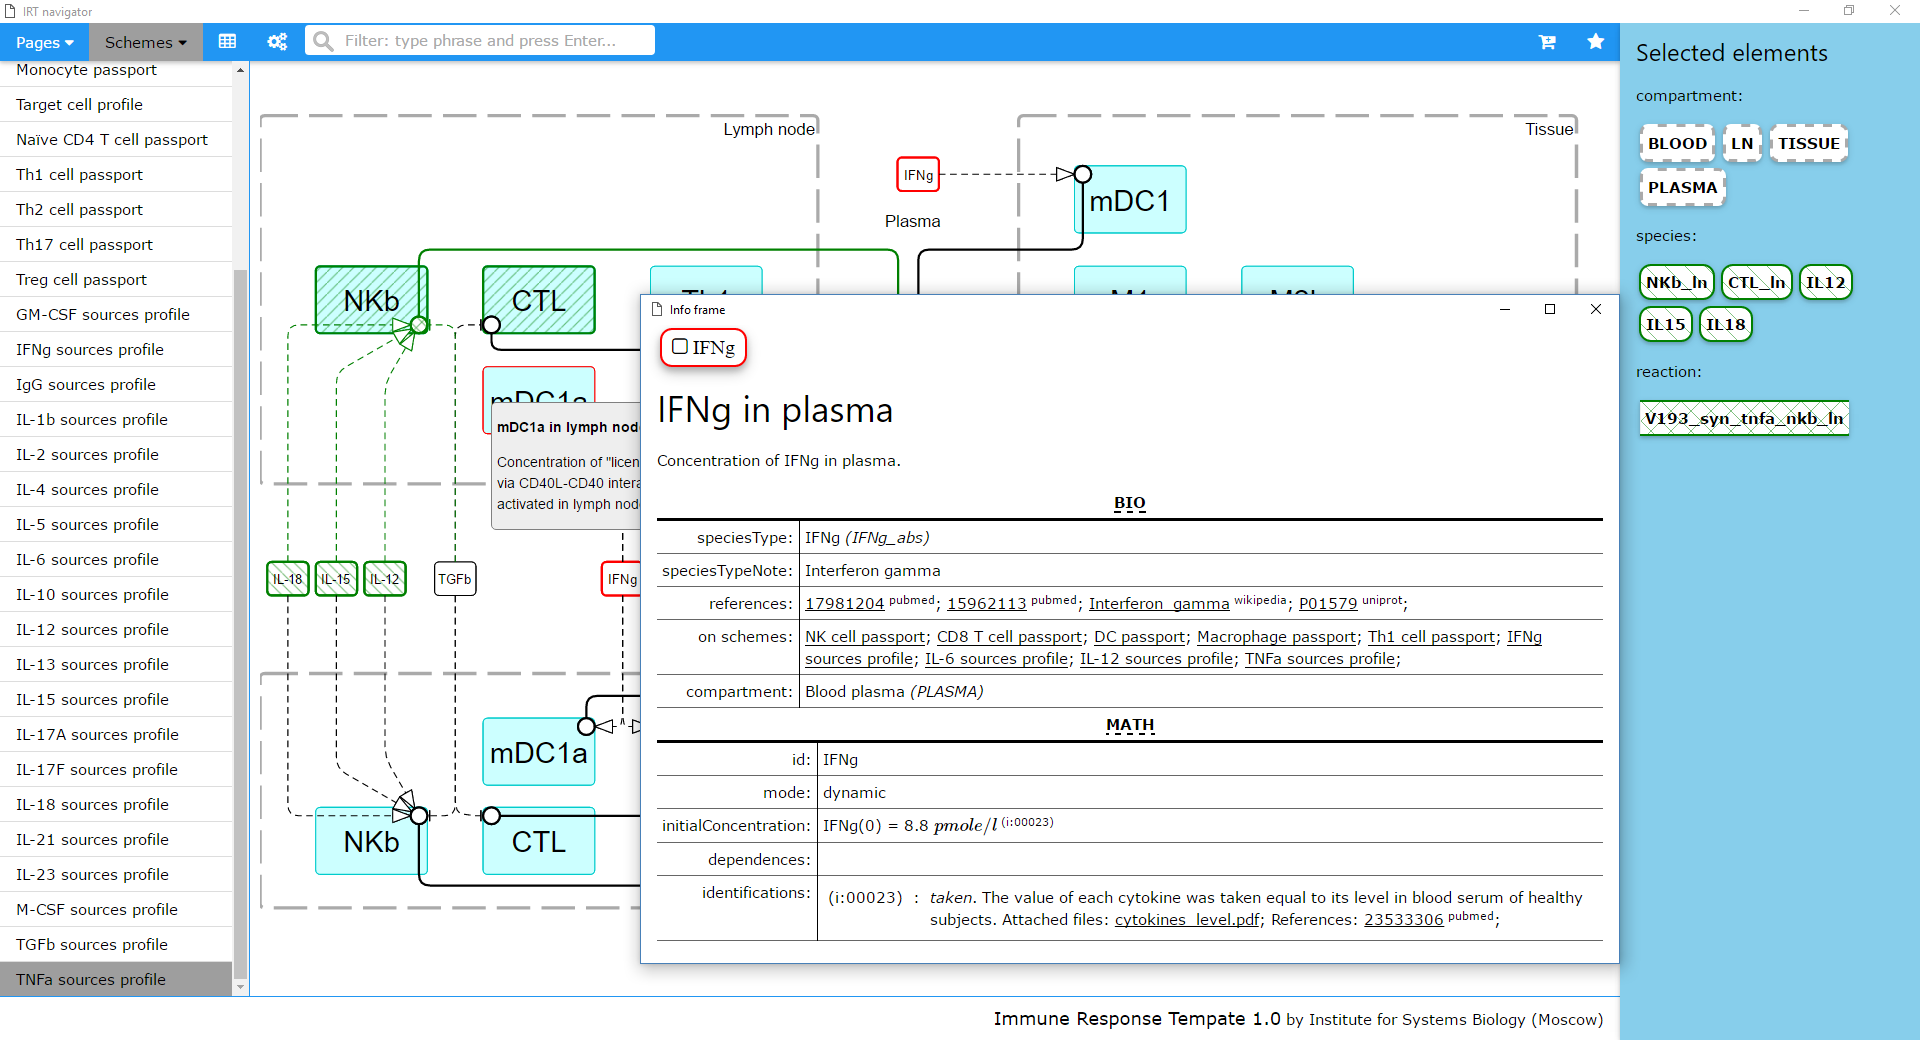 IRT navigator
Pages
Schemes
Filter: type phrase and press Enter...
Monocyte passport
Target cell profile
Naïve CD4 T cell passport
Th1 cell passport
Th2 cell passport
Th17 cell passport
Treg cell passport
GM-CSF sources profile
IFNg sources profile
IgG sources profile
IL-1b sources profile
IL-2 sources profile
IL-4 sources profile
IL-5 sources profile
IL-6 sources profile
IL-10 sources profile
IL-12 sources profile
IL-13 sources profile
IL-15 sources profile
IL-17A sources profile
IL-17F sources profile
IL-18 sources profile
IL-21 sources profile
IL-23 sources profile
M-CSF sources profile
TGFb sources profile
TNFa sources profile
Lymph node
Tissue
IFNg
mDC1
Plasma
NKb
CTL
mDC1a
mDC1a in lymph nod
Concentration of "licen
via CD40L-CD40 intera
activated in lymph nod
IL-18
IL-15
IL-12
TGFb
IFNg
mDC1a
NKb
CTL
Info frame
IFNg
IFNg in plasma
Concentration of IFNg in plasma.
BIO
speciesType: IFNg (IFNg_abs)
speciesTypeNote: Interferon gamma
references: 17981204 pubmed; 15962113 pubmed; Interferon_gamma wikipedia; P01579 uniprot;
on schemes: NK cell passport; CD8 T cell passport; DC passport; Macrophage passport; Th1 cell passport; IFNg
sources profile; IL-6 sources profile; IL-12 sources profile; TNFa sources profile;
compartment: Blood plasma (PLASMA)
MATH
id: IFNg
mode: dynamic
initialConcentration: IFNg(0) = 8.8 pmole/l (i:00023)
dependences:
identifications: (i:00023) : taken. The value of each cytokine was taken equal to its level in blood serum of healthy
subjects. Attached files: cytokines_level.pdf; References: 23533306 pubmed;
Selected elements
compartment:
BLOOD LN TISSUE
PLASMA
species:
NKb_ln CTL_ln IL12
IL15 IL18
reaction:
V193_syn_tnfa_nkb_ln
Immune Response Tempate 1.0 by Institute for Systems Biology (Moscow)